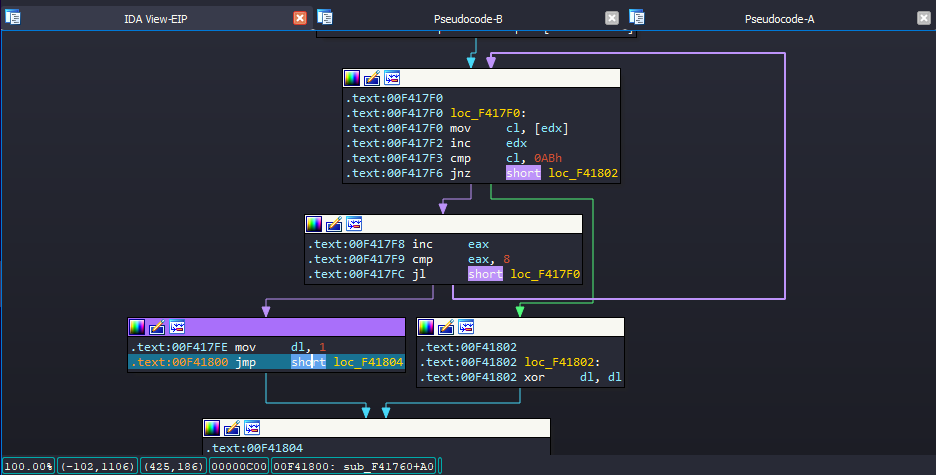 IDA View-EIP Pseudocode-B Pseudocode-A
.text:00F417F0
.text:00F417F0 loc_F417F0:
.text:00F417F0 mov cl, [edx]
.text:00F417F2 inc edx
.text:00F417F3 cmp cl, 0ABh
.text:00F417F6 jnz short loc_F41802
.text:00F417F8 inc eax
.text:00F417F9 cmp eax, 8
.text:00F417FC jl short loc_F417F0
.text:00F417FE mov dl, 1
.text:00F41800 jmp short loc_F41804
.text:00F41802
.text:00F41802 loc_F41802:
.text:00F41802 xor dl, dl
.text:00F41804
100.00% (-102,1106) (425,186) 00000C00 00F41800: sub_F41760+A0